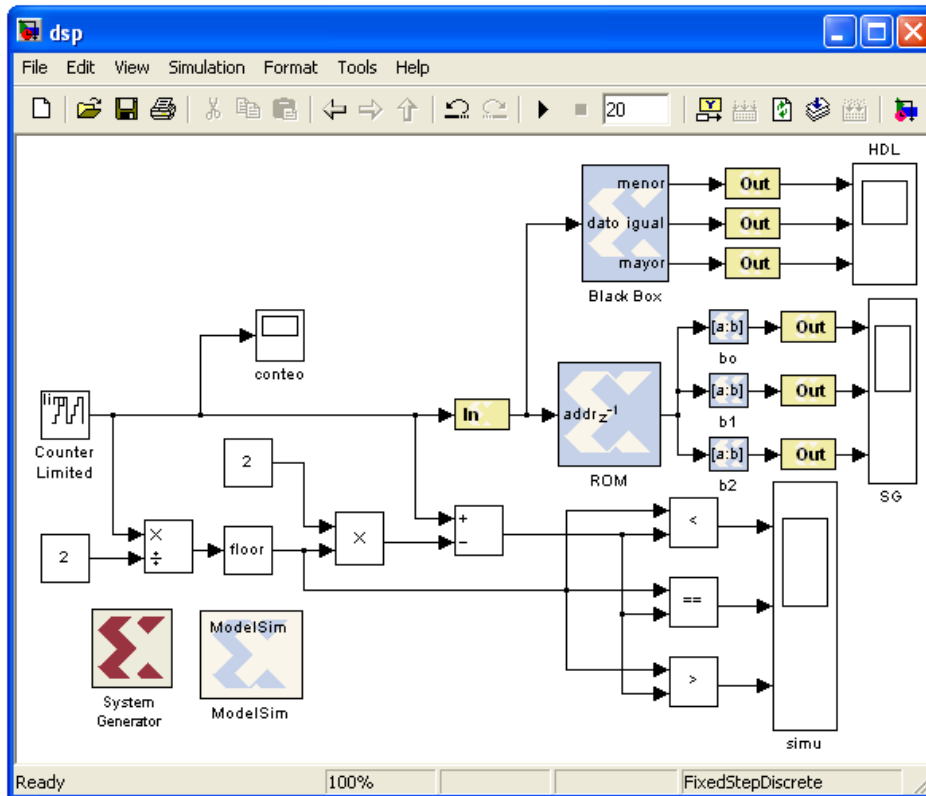 dsp
File Edit View Simulation Format Tools Help
20
HDL
menor
Out
dato igual
Out
mayor
Out
Black Box
conteo
[a:b]
Out
bo
lim
In
addr z-1
[a:b]
Out
b1
Counter
Limited
2
ROM
[a:b]
Out
b2
SG
×
÷
2
floor
×
+
−
<
==
>
simu
ModelSim
System
Generator
ModelSim
Ready
100%
FixedStepDiscrete